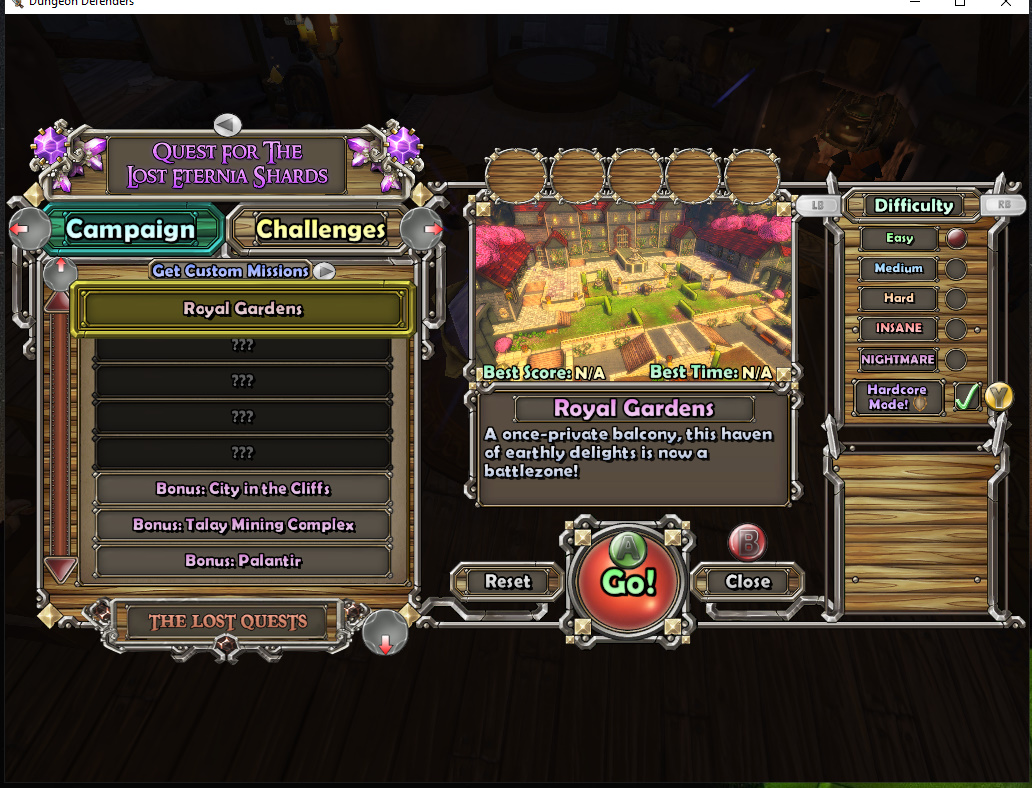 Dungeon Defenders
QUEST FOR THE
LOST ETERNIA SHARDS
Campaign
Challenges
Get Custom Missions
Royal Gardens
???
???
???
???
Bonus: City in the Cliffs
Bonus: Talay Mining Complex
Bonus: Palantir
THE LOST QUESTS
Best Score: N/A
Best Time: N/A
Royal Gardens
A once-private balcony, this haven
of earthly delights is now a
battlezone!
Reset
A
Go!
B
Close
LB
Difficulty
RB
Easy
Medium
Hard
INSANE
NIGHTMARE
Hardcore
Mode!
Y